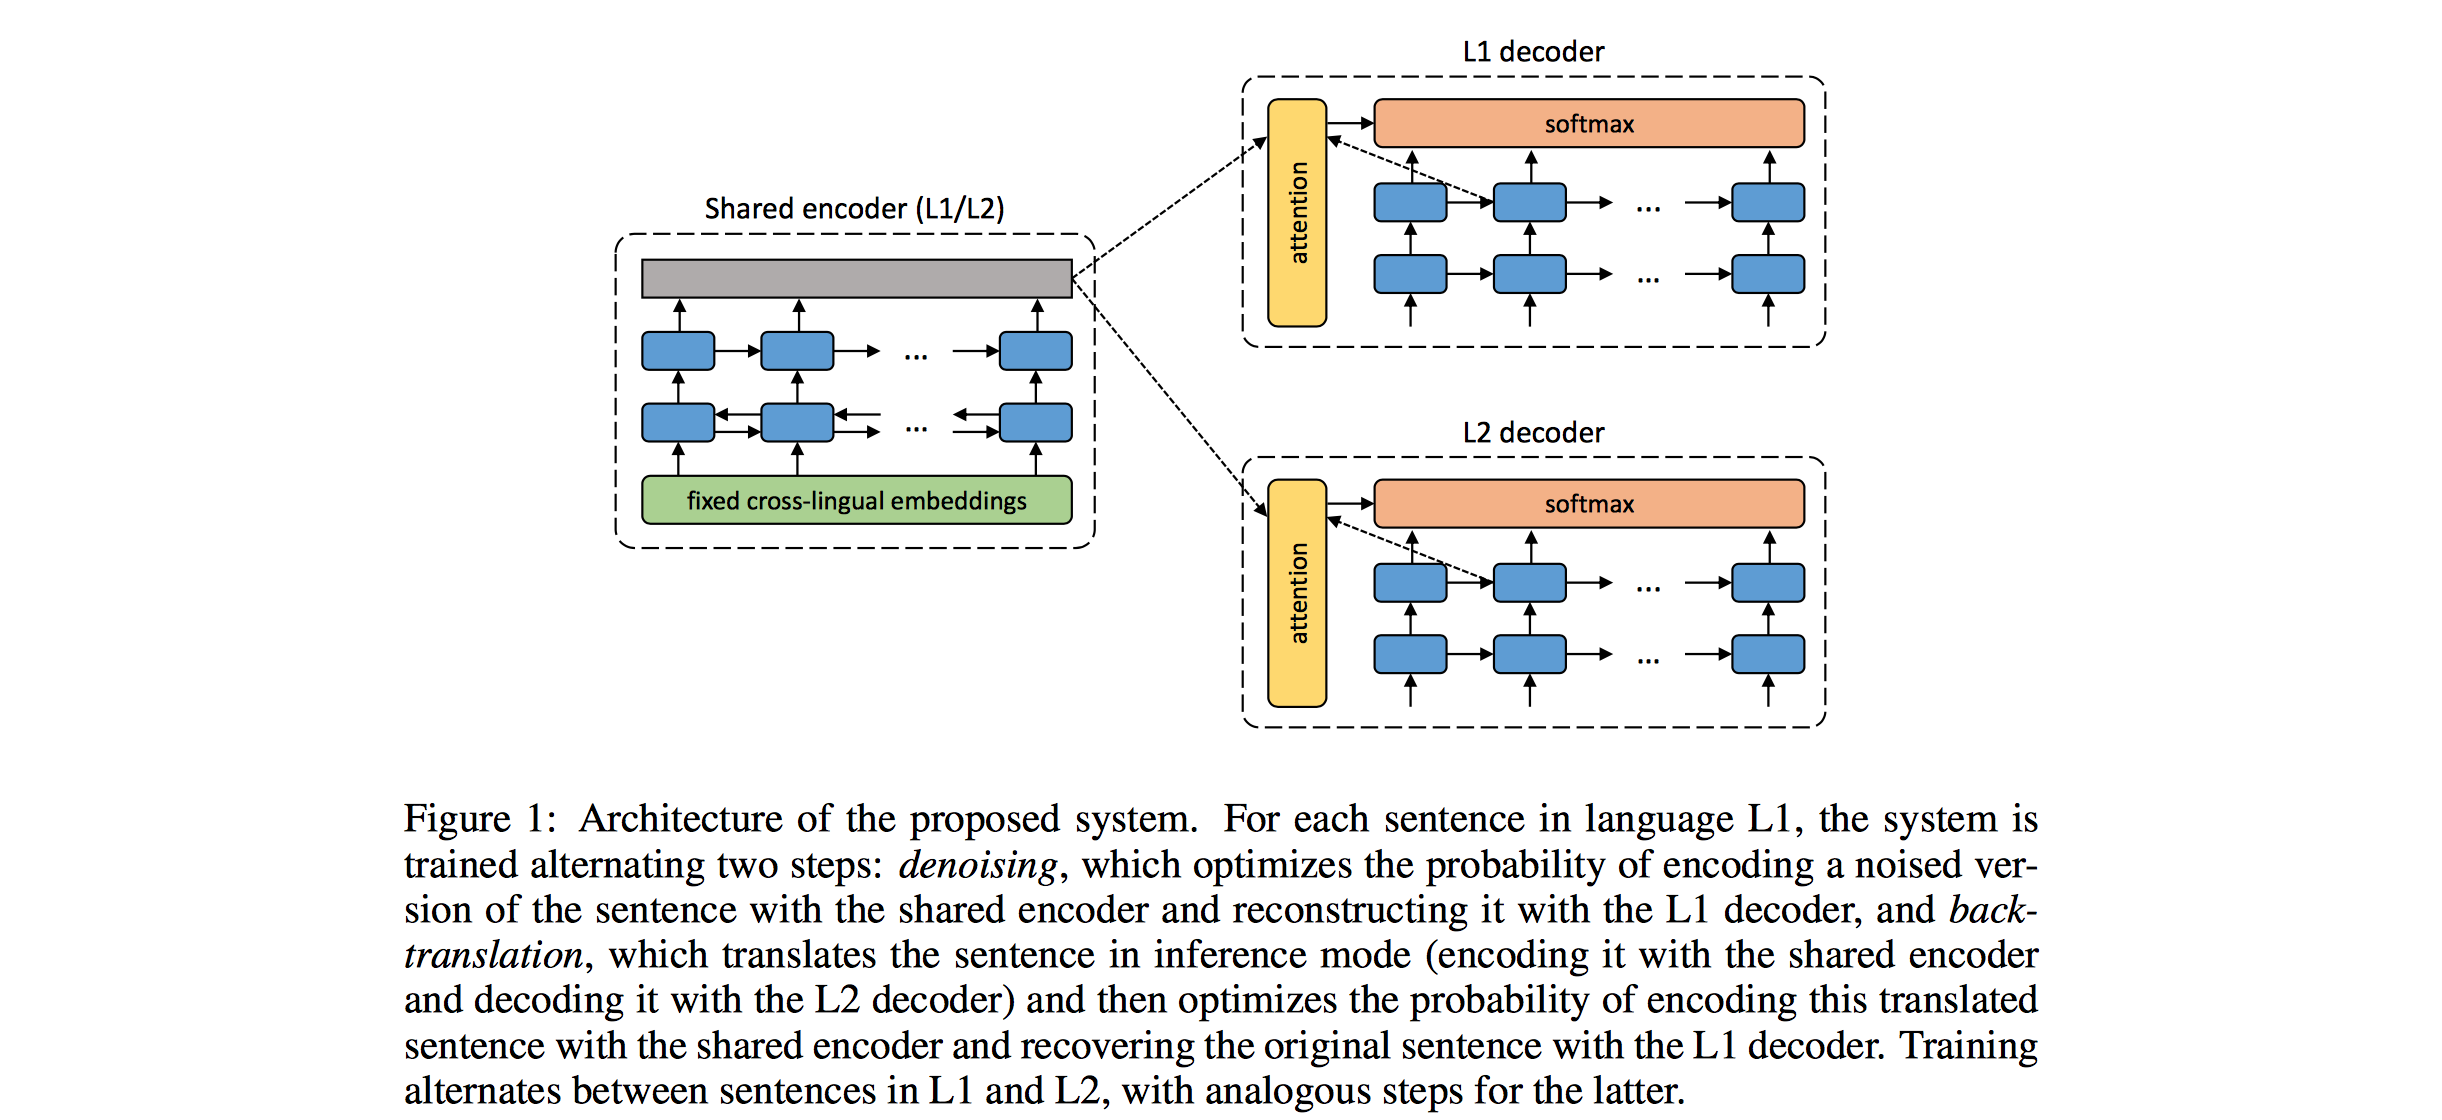 L1 decoder
softmax
attention
Shared encoder (L1/L2)
...
...
...
...
fixed cross-lingual embeddings
L2 decoder
softmax
attention
...
...
Figure 1: Architecture of the proposed system. For each sentence in language L1, the system is
trained alternating two steps: denoising, which optimizes the probability of encoding a noised ver-
sion of the sentence with the shared encoder and reconstructing it with the L1 decoder, and back-
translation, which translates the sentence in inference mode (encoding it with the shared encoder
and decoding it with the L2 decoder) and then optimizes the probability of encoding this translated
sentence with the shared encoder and recovering the original sentence with the L1 decoder. Training
alternates between sentences in L1 and L2, with analogous steps for the latter.